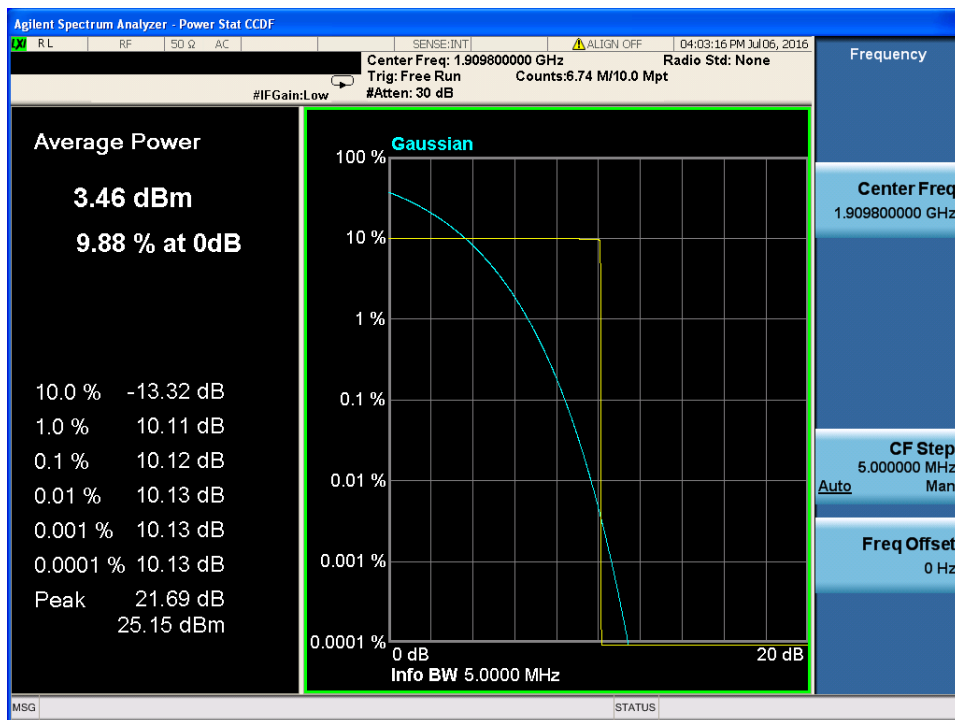 Agilent Spectrum Analyzer - Power Stat CCDF
LXI RL RF 50 Ω AC SENSE:INT ALIGN OFF 04:03:16 PM Jul 06, 2016
Center Freq: 1.909800000 GHz Radio Std: None
Trig: Free Run Counts:6.74 M/10.0 Mpt
#IFGain:Low #Atten: 30 dB
Frequency
Average Power
3.46 dBm
9.88 % at 0dB
10.0 % -13.32 dB
1.0 % 10.11 dB
0.1 % 10.12 dB
0.01 % 10.13 dB
0.001 % 10.13 dB
0.0001 % 10.13 dB
Peak 21.69 dB
25.15 dBm
Gaussian
100 %
10 %
1 %
0.1 %
0.01 %
0.001 %
0.0001 %
0 dB 20 dB
Info BW 5.0000 MHz
Center Freq
1.909800000 GHz
CF Step
5.000000 MHz
Auto Man
Freq Offset
0 Hz
MSG STATUS